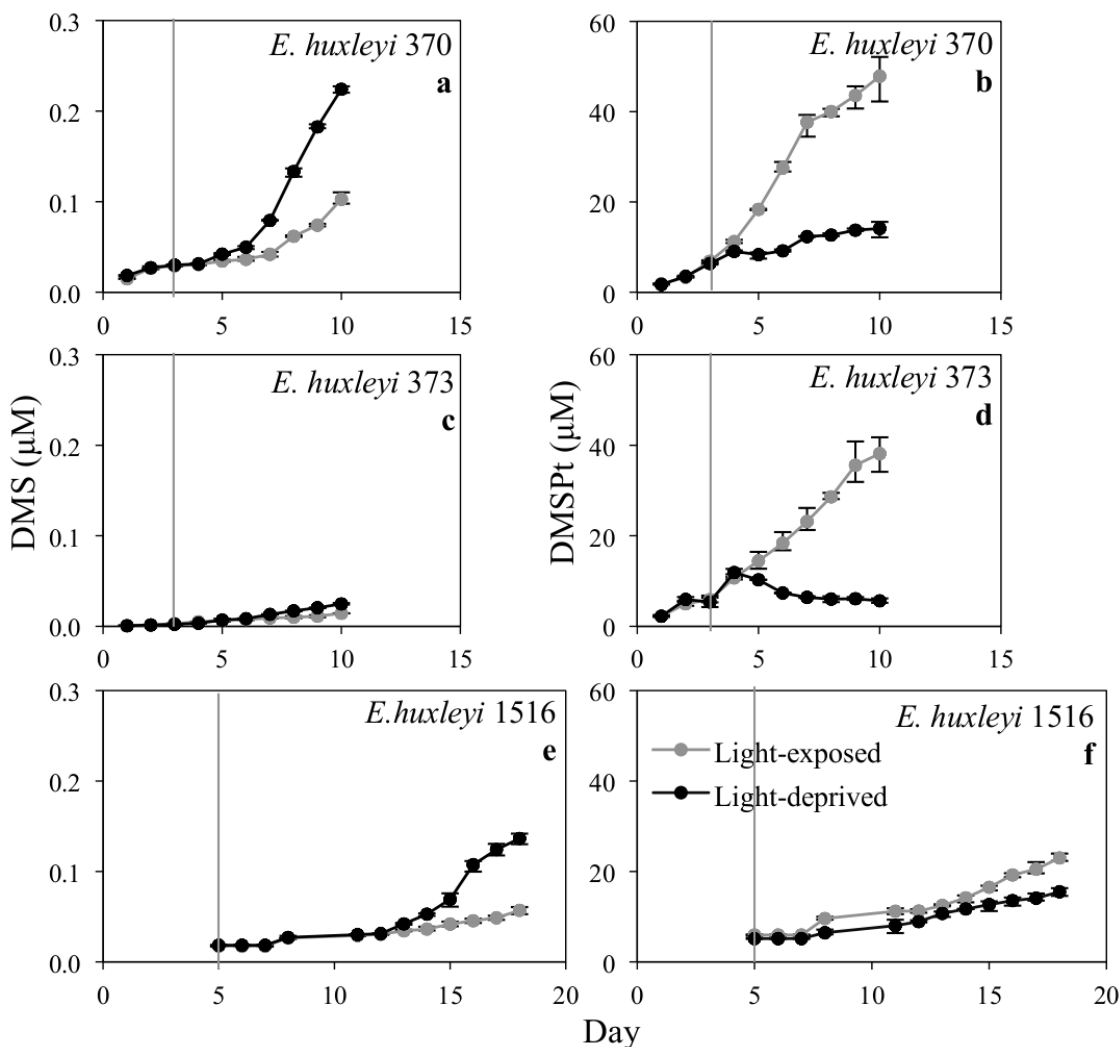 0.3
0.2
0.1
0.0
0
5
10
15
E. huxleyi 370
a
60
40
20
0
0
5
10
15
E. huxleyi 370
b
0.3
0.2
0.1
0.0
0
5
10
15
E. huxleyi 373
c
DMS (µM)
60
40
20
0
0
5
10
15
E. huxleyi 373
d
DMSPt (µM)
0.3
0.2
0.1
0.0
0
5
10
15
20
E.huxleyi 1516
e
60
40
20
0
0
5
10
15
20
E. huxleyi 1516
f
Light-exposed
Light-deprived
Day